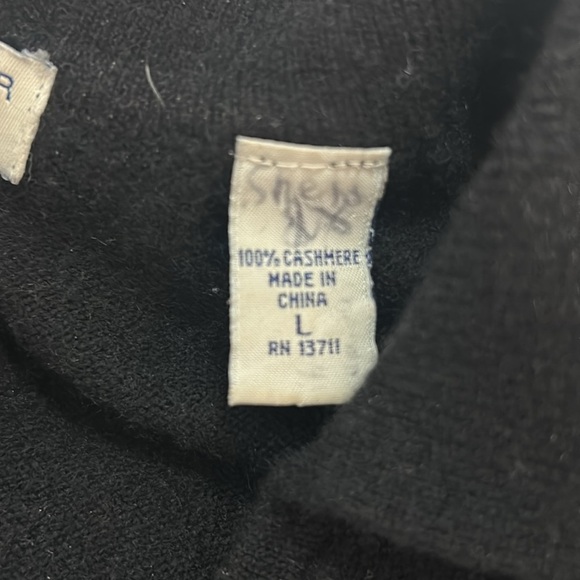 R
100% CASHMERE
MADE IN
CHINA
L
RN 13711